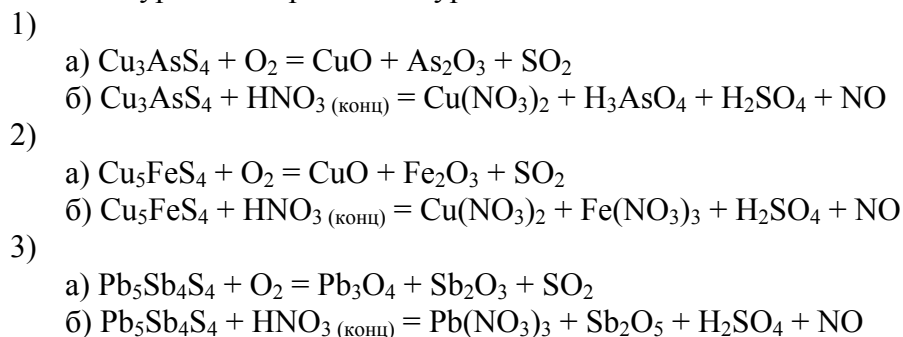 1)
а) Cu₃AsS₄ + O₂ = CuO + As₂O₃ + SO₂
б) Cu₃AsS₄ + HNO₃ (конц) = Cu(NO₃)₂ + H₃AsO₄ + H₂SO₄ + NO
2)
а) Cu₅FeS₄ + O₂ = CuO + Fe₂O₃ + SO₂
б) Cu₅FeS₄ + HNO₃ (конц) = Cu(NO₃)₂ + Fe(NO₃)₃ + H₂SO₄ + NO
3)
а) Pb₅Sb₄S₄ + O₂ = Pb₃O₄ + Sb₂O₃ + SO₂
б) Pb₅Sb₄S₄ + HNO₃ (конц) = Pb(NO₃)₃ + Sb₂O₅ + H₂SO₄ + NO